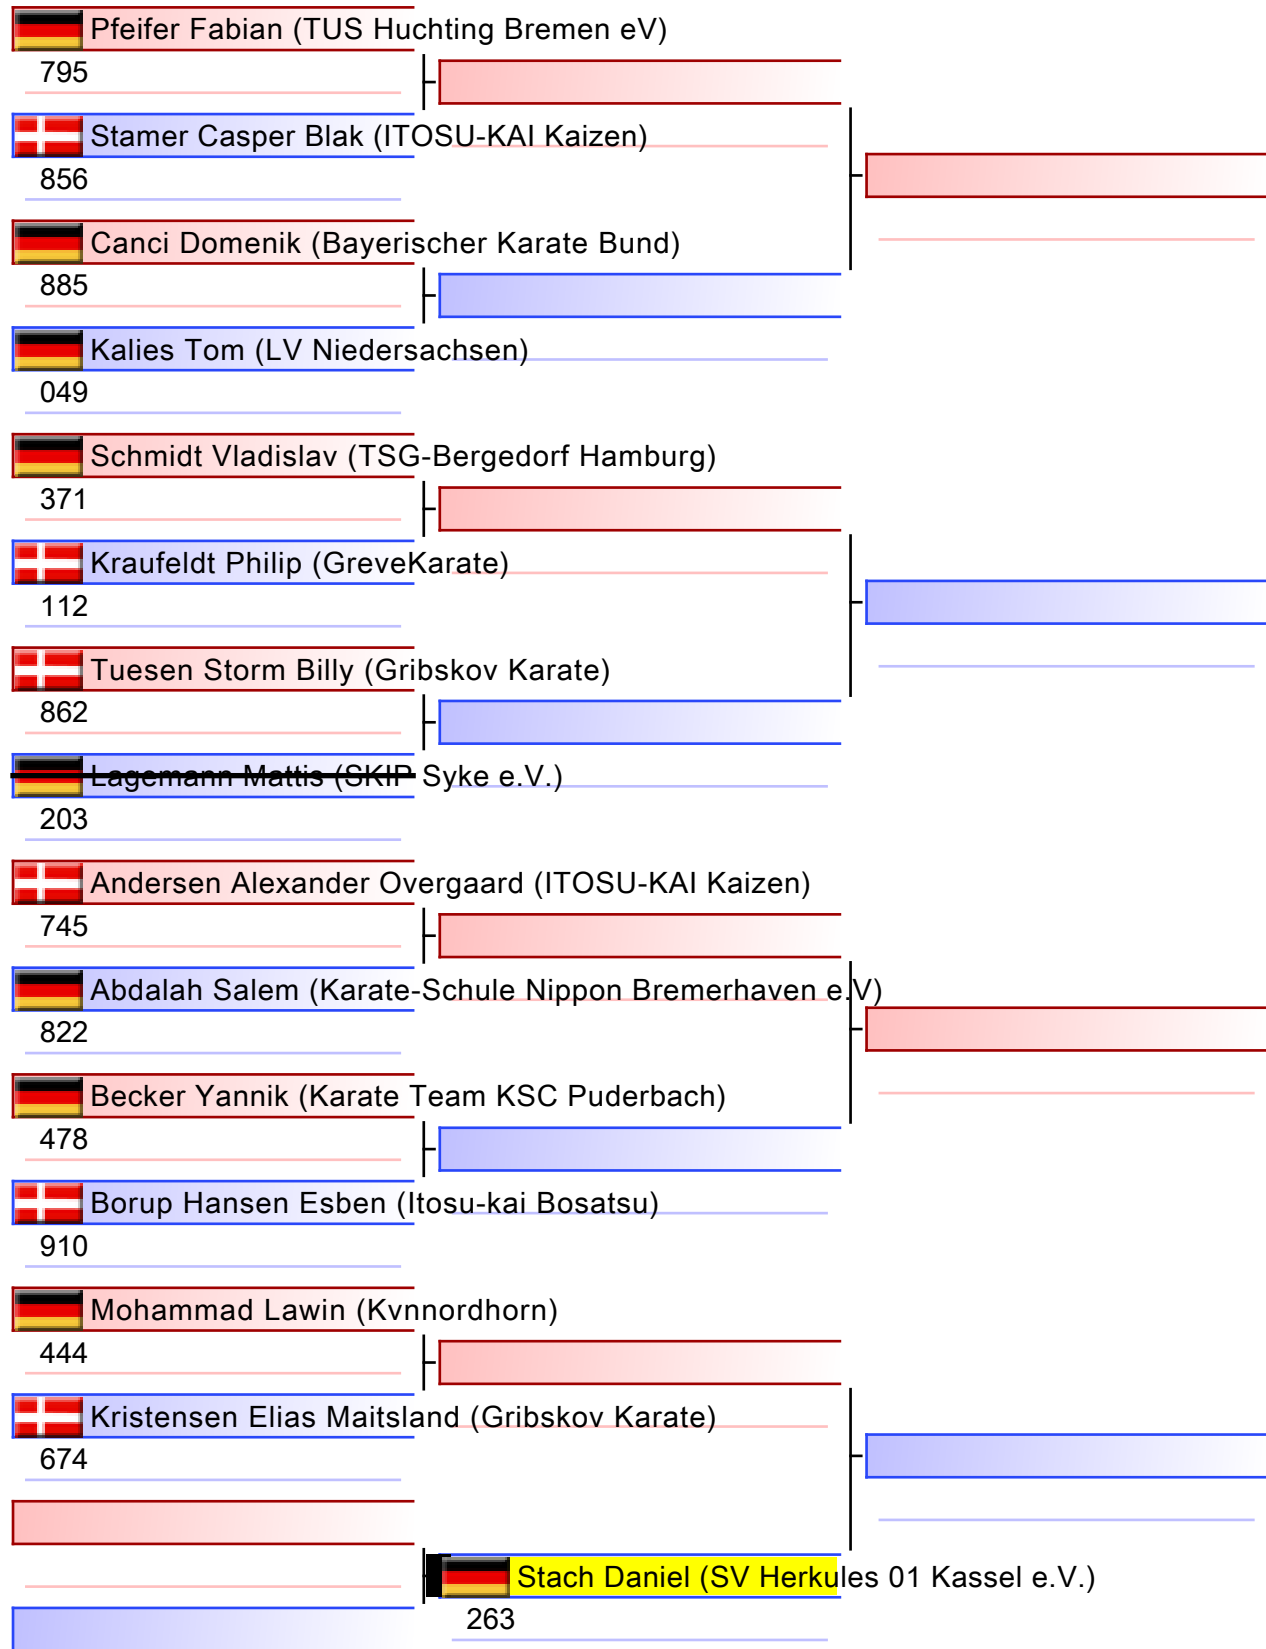 Pfeifer Fabian (TUS Huchting Bremen eV)
795
Stamer Casper Blak (ITOSU-KAI Kaizen)
856
Canci Domenik (Bayerischer Karate Bund)
885
Kalies Tom (LV Niedersachsen)
049
Schmidt Vladislav (TSG-Bergedorf Hamburg)
371
Kraufeldt Philip (GreveKarate)
112
Tuesen Storm Billy (Gribskov Karate)
862
Lagemann Mattis (SKIP Syke e.V.)
203
Andersen Alexander Overgaard (ITOSU-KAI Kaizen)
745
Abdalah Salem (Karate-Schule Nippon Bremerhaven e.V)
822
Becker Yannik (Karate Team KSC Puderbach)
478
Borup Hansen Esben (Itosu-kai Bosatsu)
910
Mohammad Lawin (Kvnnordhorn)
444
Kristensen Elias Maitsland (Gribskov Karate)
674
Stach Daniel (SV Herkules 01 Kassel e.V.)
263